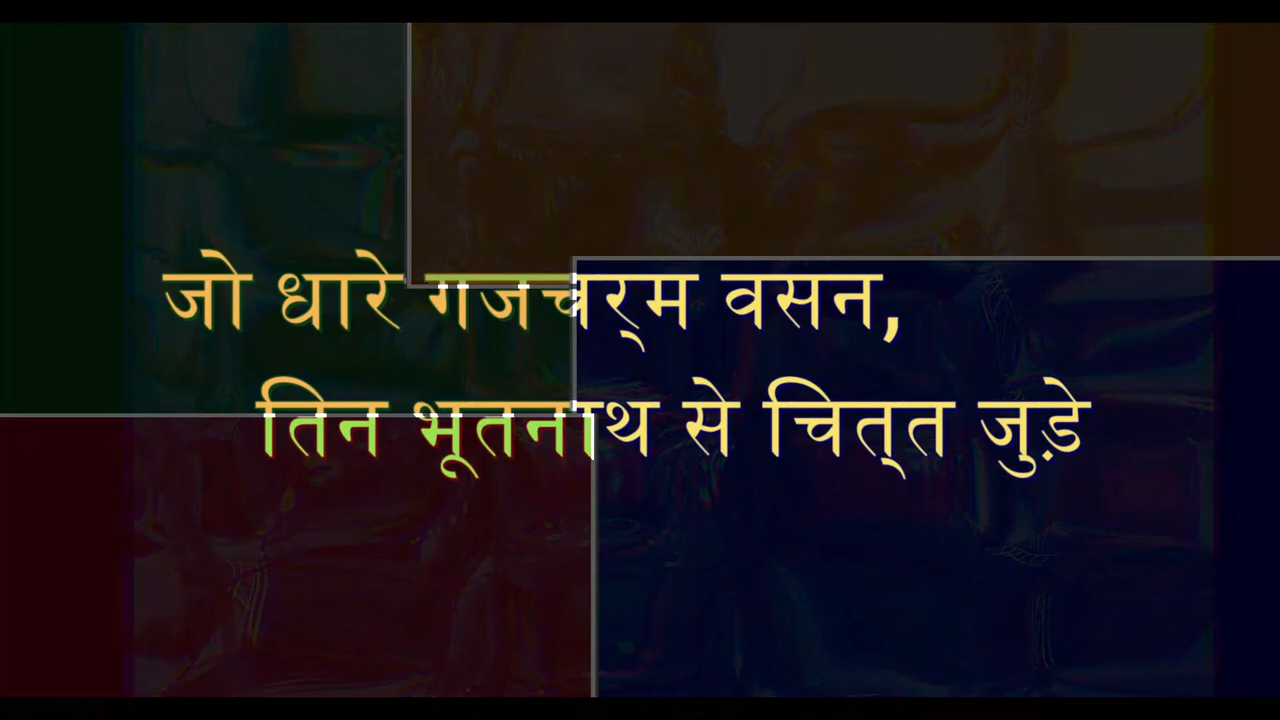 जो धारे गजचर्म वसन,
तिन भूतनाथ से चित्त जुड़े